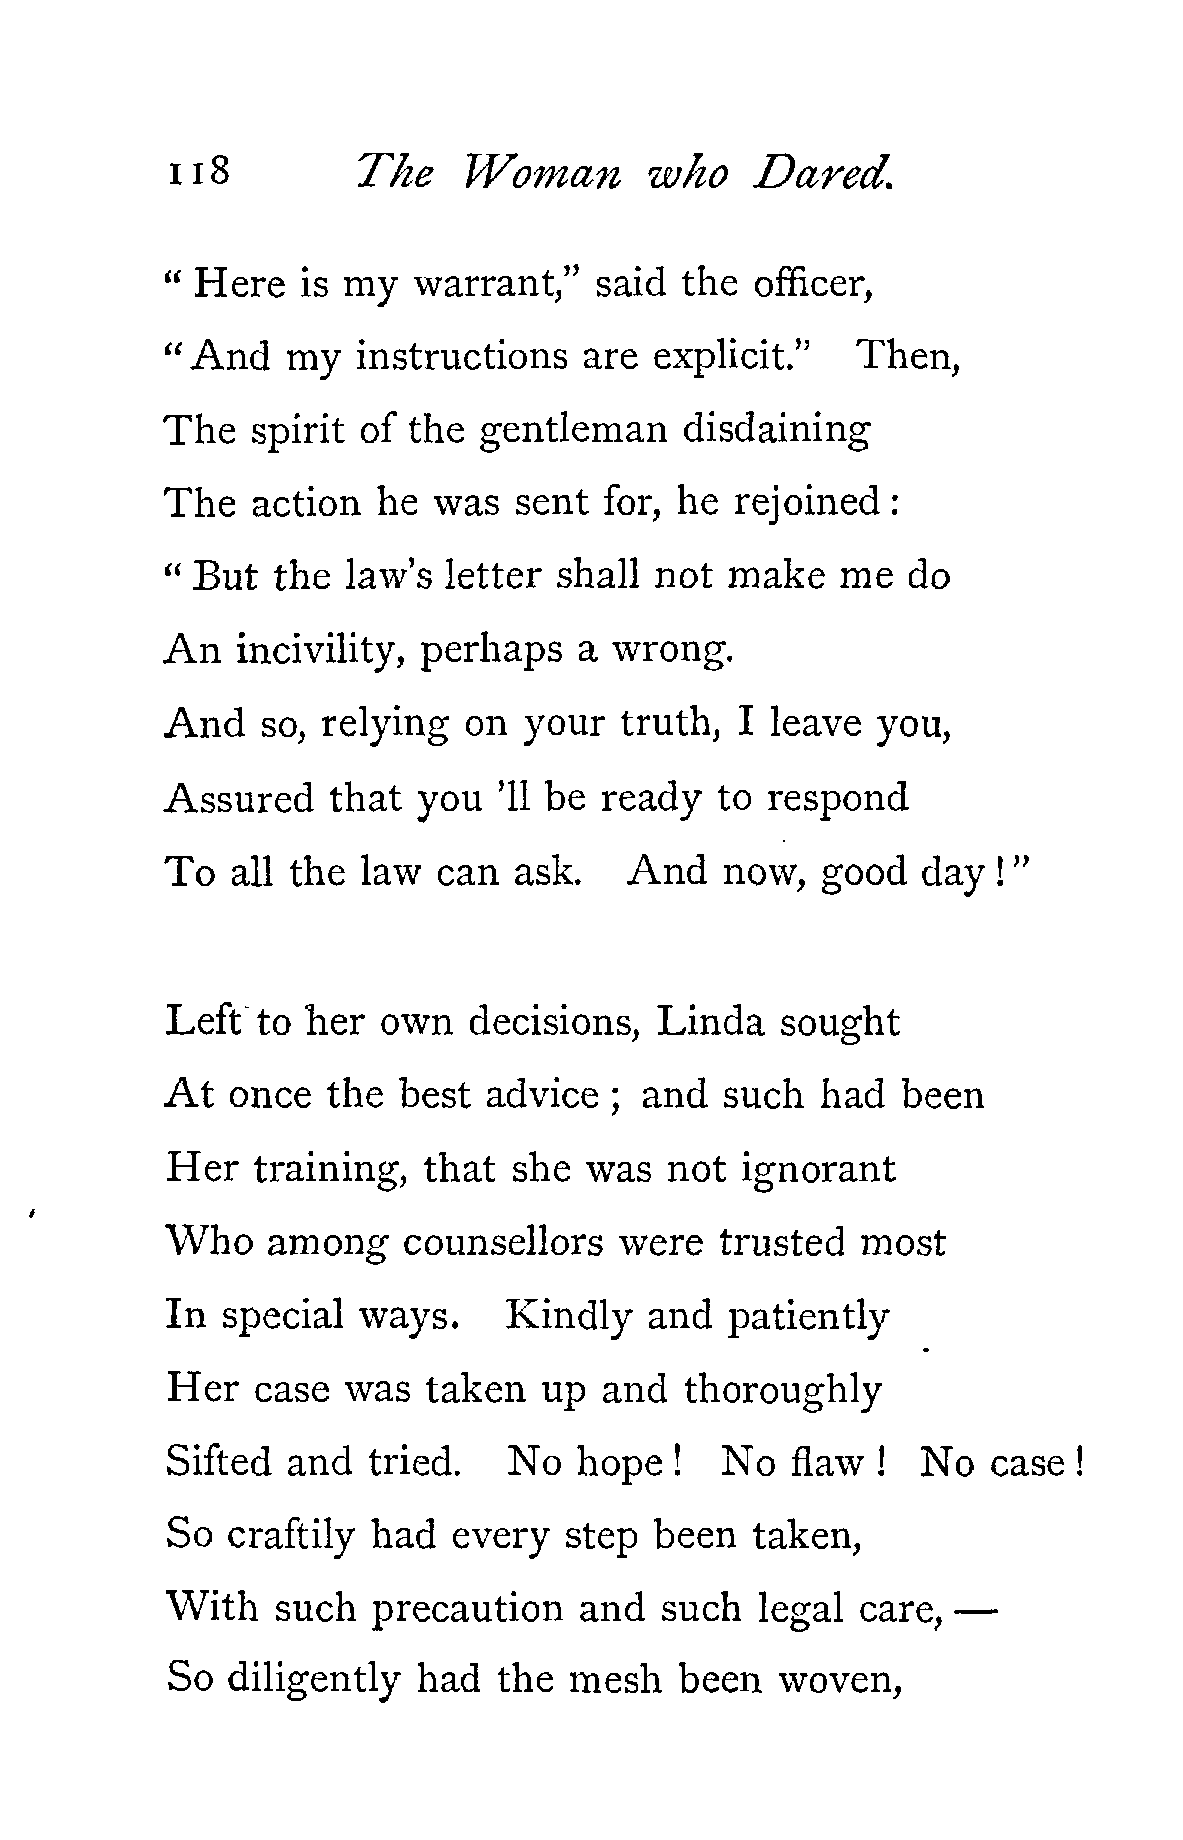 118 The Woman who Dared.
" Here is my warrant," said the officer,
" And my instructions are explicit." Then,
The spirit of the gentleman disdaining
The action he was sent for, he rejoined :
" But the law's letter shall not make me do
An incivility, perhaps a wrong.
And so, relying on your truth, I leave you,
Assured that you 'll be ready to respond
To all the law can ask. And now, good day ! "
Left to her own decisions, Linda sought
At once the best advice ; and such had been
Her training, that she was not ignorant
Who among counsellors were trusted most
In special ways. Kindly and patiently
Her case was taken up and thoroughly
Sifted and tried. No hope ! No flaw ! No case !
So craftily had every step been taken,
With such precaution and such legal care, —
So diligently had the mesh been woven,